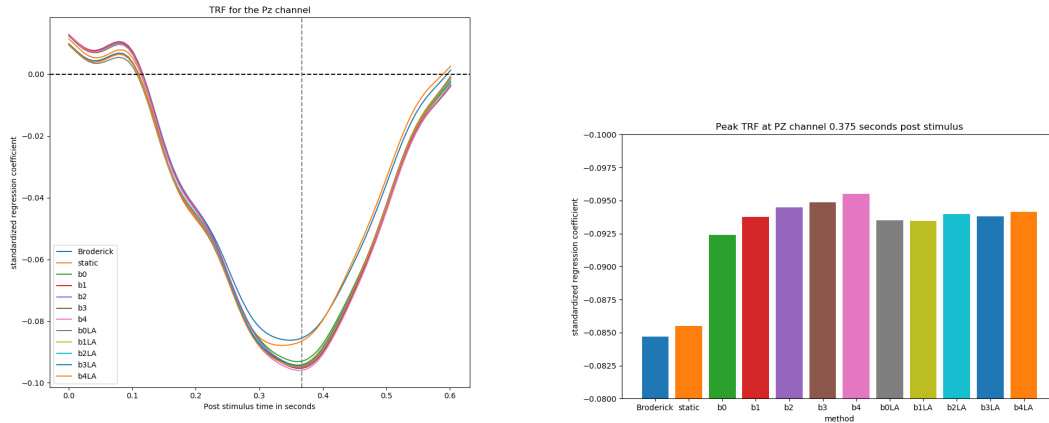 TRF for the Pz channel
standardized regression coefficient
0.00
−0.02
−0.04
−0.06
−0.08
−0.10
Broderick
static
b0
b1
b2
b3
b4
b0LA
b1LA
b2LA
b3LA
b4LA
0.0 0.1 0.2 0.3 0.4 0.5 0.6
Post stimulus time in seconds
Peak TRF at PZ channel 0.375 seconds post stimulus
standardized regression coefficient
−0.1000
−0.0975
−0.0950
−0.0925
−0.0900
−0.0875
−0.0850
−0.0825
−0.0800
Broderick static b0 b1 b2 b3 b4 b0LA b1LA b2LA b3LA b4LA
method